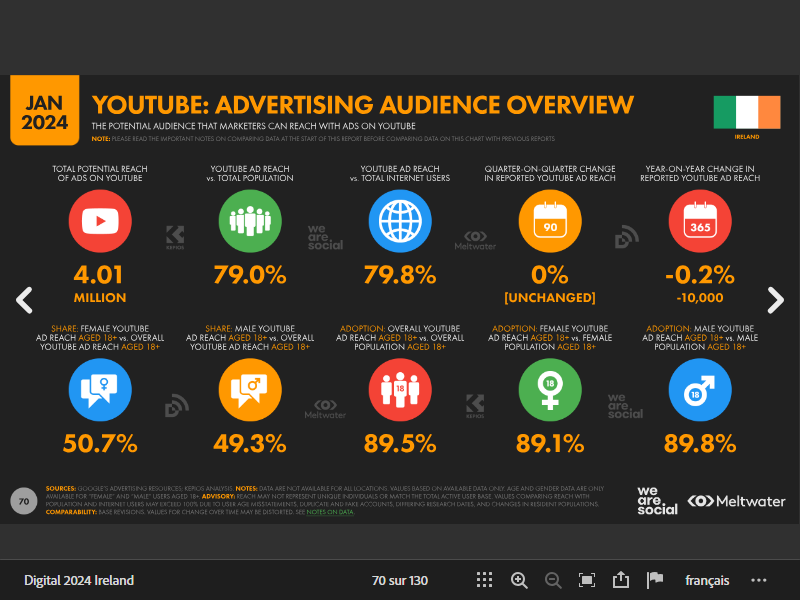 JAN
2024
YOUTUBE: ADVERTISING AUDIENCE OVERVIEW
THE POTENTIAL AUDIENCE THAT MARKETERS CAN REACH WITH ADS ON YOUTUBE
NOTE: PLEASE READ THE IMPORTANT NOTES ON COMPARING DATA AT THE START OF THIS REPORT BEFORE COMPARING DATA ON THIS CHART WITH PREVIOUS REPORTS
IRELAND
TOTAL POTENTIAL REACH
OF ADS ON YOUTUBE
4.01
MILLION
YOUTUBE AD REACH
vs. TOTAL POPULATION
79.0%
YOUTUBE AD REACH
vs. TOTAL INTERNET USERS
79.8%
QUARTER-ON-QUARTER CHANGE
IN REPORTED YOUTUBE AD REACH
90
0%
[UNCHANGED]
YEAR-ON-YEAR CHANGE IN
REPORTED YOUTUBE AD REACH
365
-0.2%
-10,000
KEPIOS
we
are.
social
Meltwater
SHARE: FEMALE YOUTUBE
AD REACH AGED 18+ vs. OVERALL
YOUTUBE AD REACH AGED 18+
50.7%
SHARE: MALE YOUTUBE
AD REACH AGED 18+ vs. OVERALL
YOUTUBE AD REACH AGED 18+
49.3%
ADOPTION: OVERALL YOUTUBE
AD REACH AGED 18+ vs. OVERALL
POPULATION AGED 18+
18
89.5%
ADOPTION: FEMALE YOUTUBE
AD REACH AGED 18+ vs. FEMALE
POPULATION AGED 18+
18
89.1%
ADOPTION: MALE YOUTUBE
AD REACH AGED 18+ vs. MALE
POPULATION AGED 18+
18
89.8%
Meltwater
KEPIOS
we
are.
social
70
SOURCES: GOOGLE'S ADVERTISING RESOURCES; KEPIOS ANALYSIS. NOTES: DATA ARE NOT AVAILABLE FOR ALL LOCATIONS. VALUES BASED ON AVAILABLE DATA ONLY. AGE AND GENDER DATA ARE ONLY
AVAILABLE FOR "FEMALE" AND "MALE" USERS AGED 18+. ADVISORY: REACH MAY NOT REPRESENT UNIQUE INDIVIDUALS OR MATCH THE TOTAL ACTIVE USER BASE. VALUES COMPARING REACH WITH
POPULATION AND INTERNET USERS MAY EXCEED 100% DUE TO USER AGE MISSTATEMENTS, DUPLICATE AND FAKE ACCOUNTS, DIFFERING RESEARCH DATES, AND CHANGES IN RESIDENT POPULATIONS.
COMPARABILITY: BASE REVISIONS. VALUES FOR CHANGE OVER TIME MAY BE DISTORTED. SEE NOTES ON DATA.
we
are.
social
Meltwater
Digital 2024 Ireland
70 sur 130
français